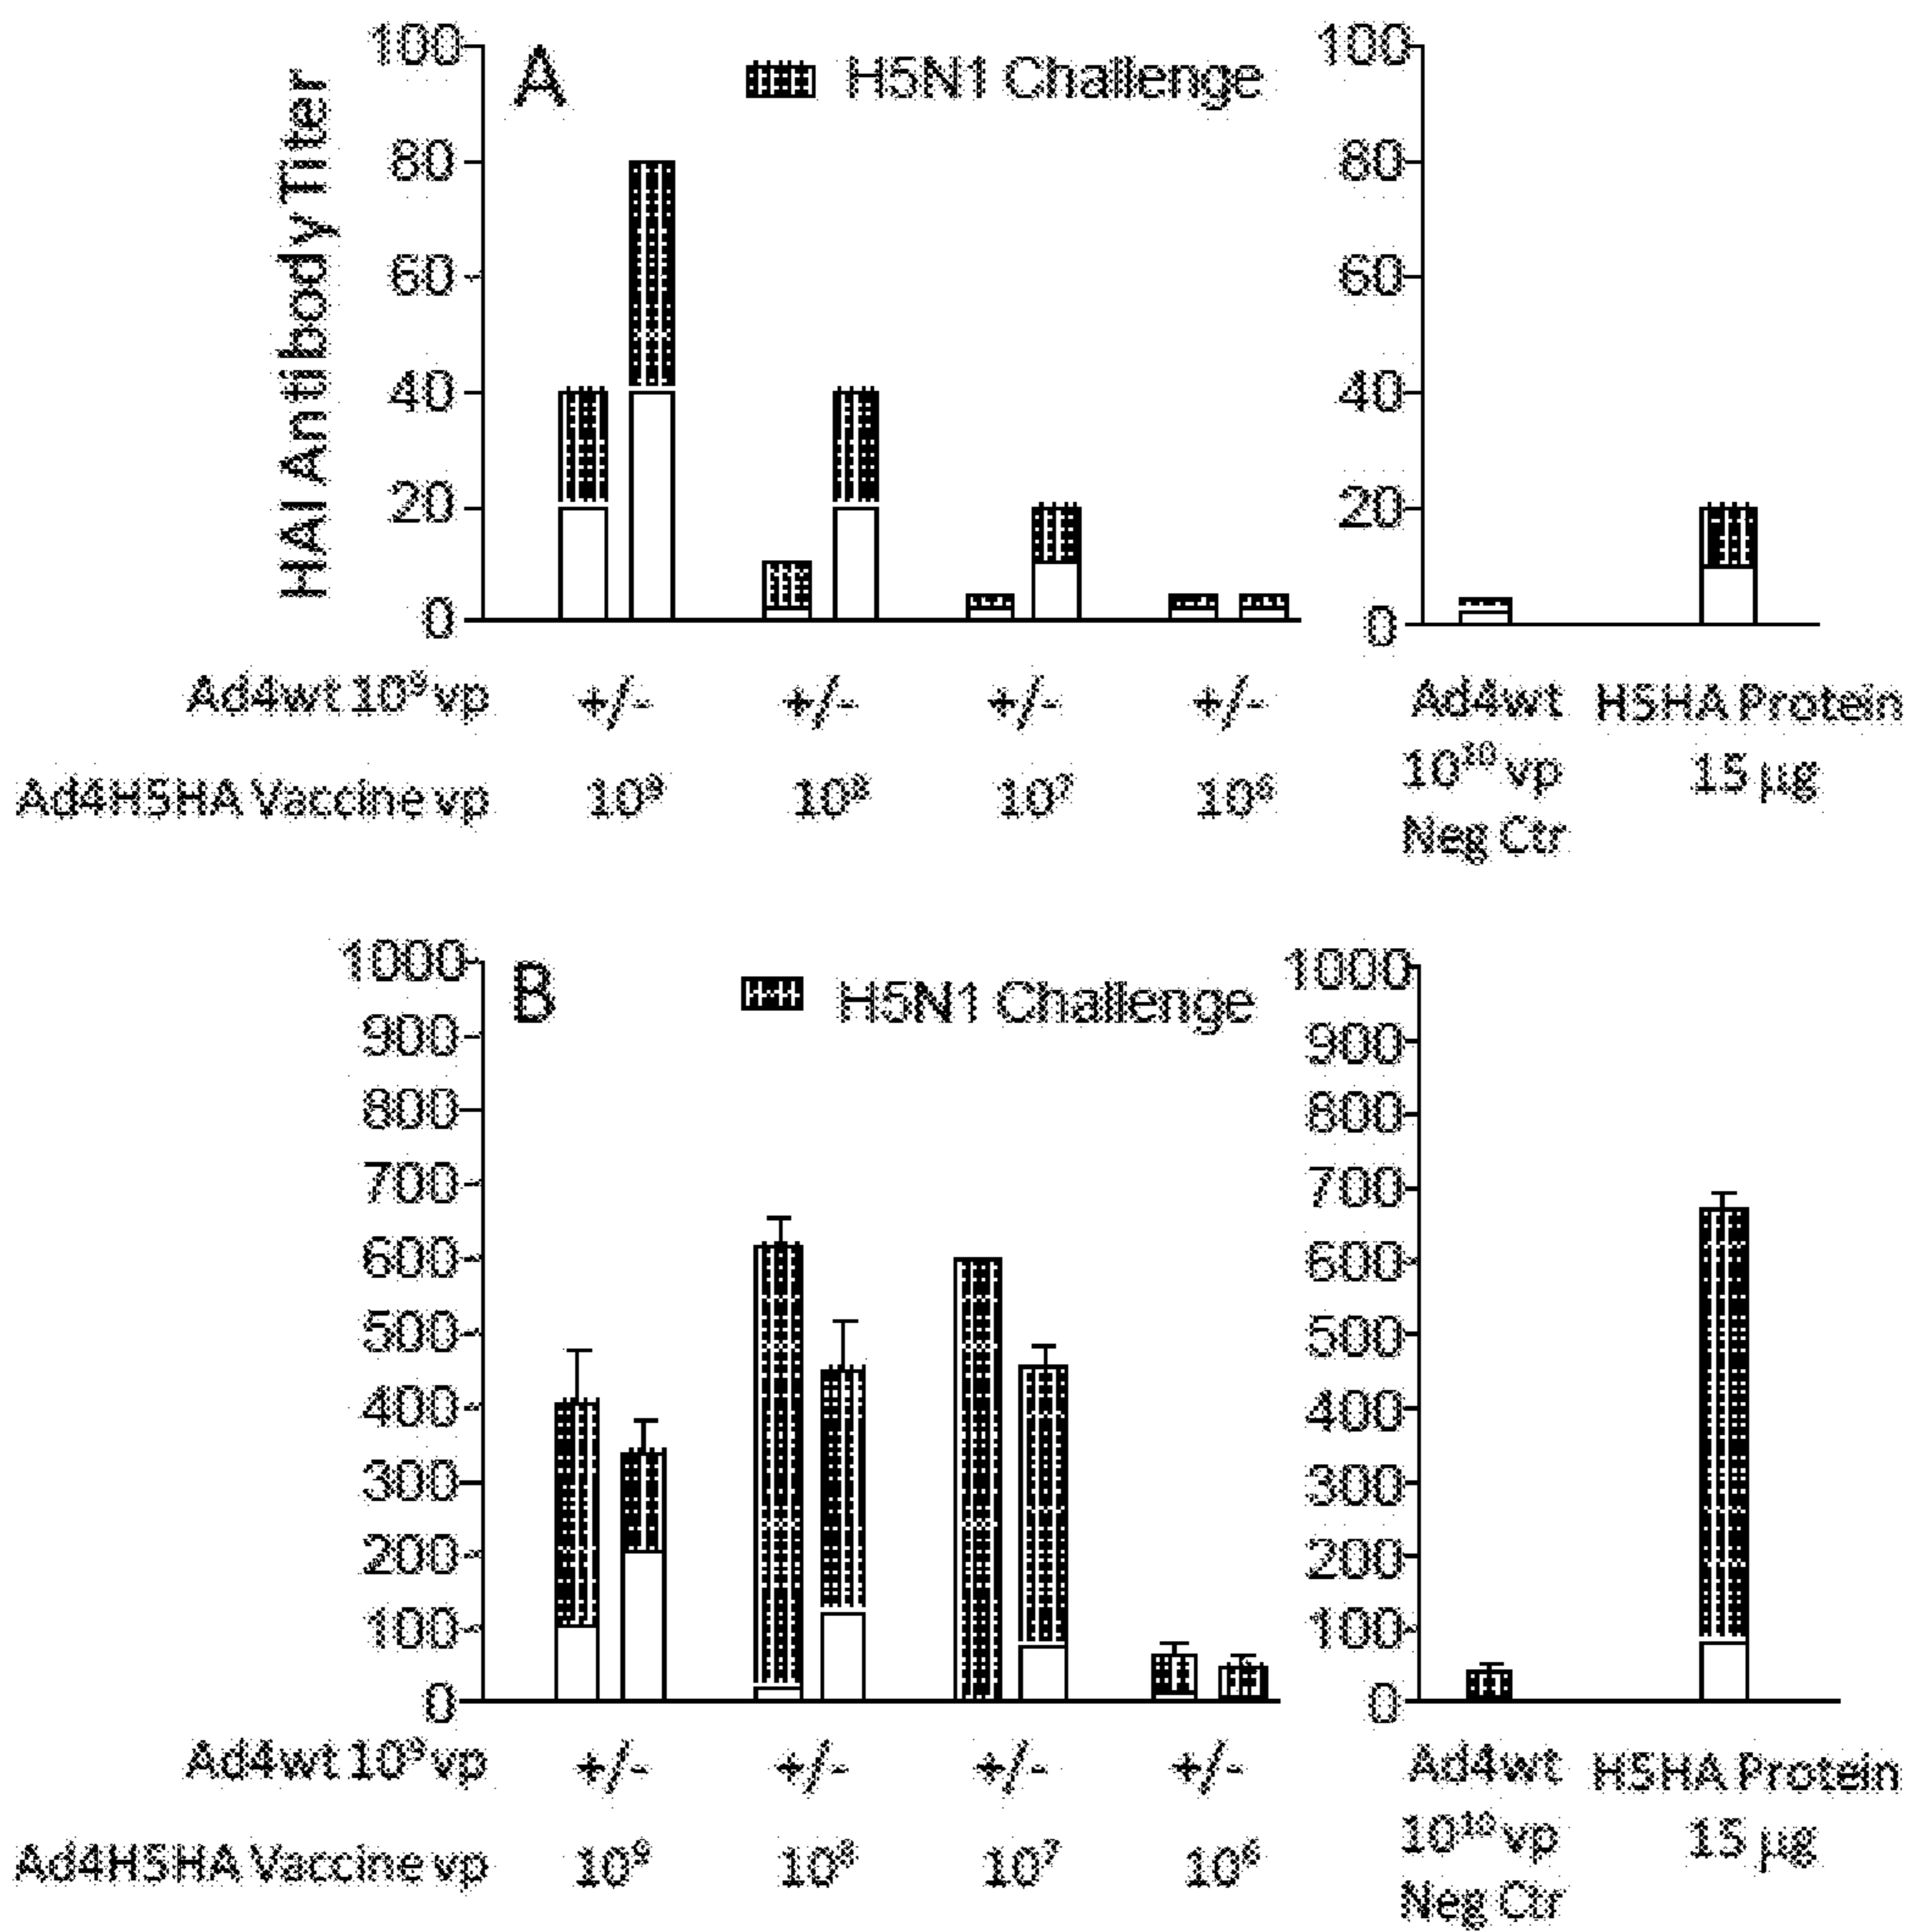 A
H5N1 Challenge
HAI Antibody Titer
100
80
60
40
20
0
100
80
60
40
20
0
Ad4wt 10⁹ vp
+/-
+/-
+/-
+/-
Ad4H5HA Vaccine vp
10⁹
10⁸
10⁷
10⁶
Ad4wt
10¹⁰ vp
Neg Ctr
H5HA Protein
15 µg
B
H5N1 Challenge
1000
900
800
700
600
500
400
300
200
100
0
1000
900
800
700
600
500
400
300
200
100
0
Ad4wt 10⁹ vp
+/-
+/-
+/-
+/-
Ad4H5HA Vaccine vp
10⁹
10⁸
10⁷
10⁶
Ad4wt
10¹⁰ vp
Neg Ctr
H5HA Protein
15 µg